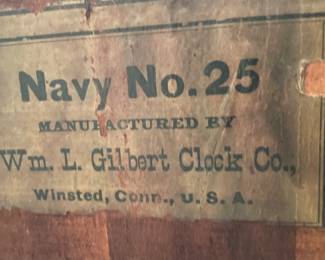 Navy No. 25
MANUFACTURED BY
Wm. L. Gilbert Clock Co.,
Winsted, Conn., U. S. A.